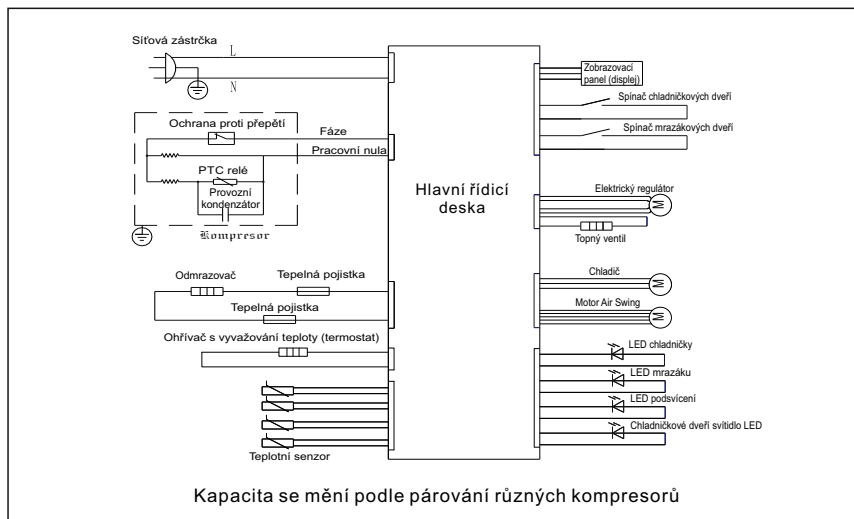 Síťová zástrčka
L
N
Ochrana proti přepětí
Fáze
Pracovní nula
PTC relé
Provozní
kondenzátor
Kompresor
Odmrazovač
Tepelná pojistka
Tepelná pojistka
Ohřívač s vyvažování teploty (termostat)
Teplotní senzor
Hlavní řídicí
deska
Zobrazovací
panel (displej)
Spínač chladničkových dveří
Spínač mrazákových dveří
Elektrický regulátor
M
Topný ventil
Chladič
M
Motor Air Swing
M
LED chladničky
LED mrazáku
LED podsvícení
Chladničkové dveří svítidlo LED
Kapacita se mění podle párování různých kompresorů